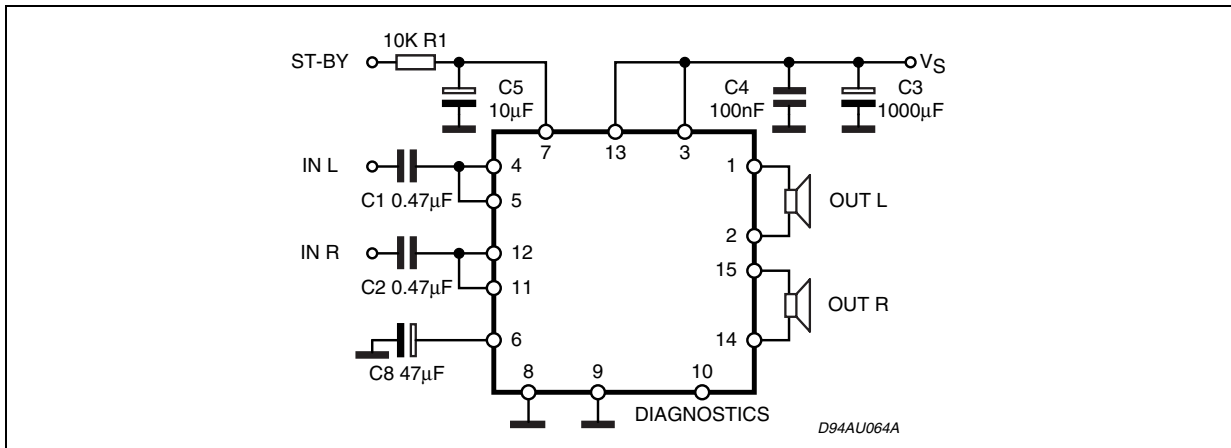 10K R1
ST-BY
VS
C5
10µF
C4
100nF
C3
1000µF
7
13
3
IN L
4
1
C1 0.47µF
5
OUT L
2
IN R
12
15
C2 0.47µF
11
OUT R
6
14
C8 47µF
8
9
10
DIAGNOSTICS
D94AU064A